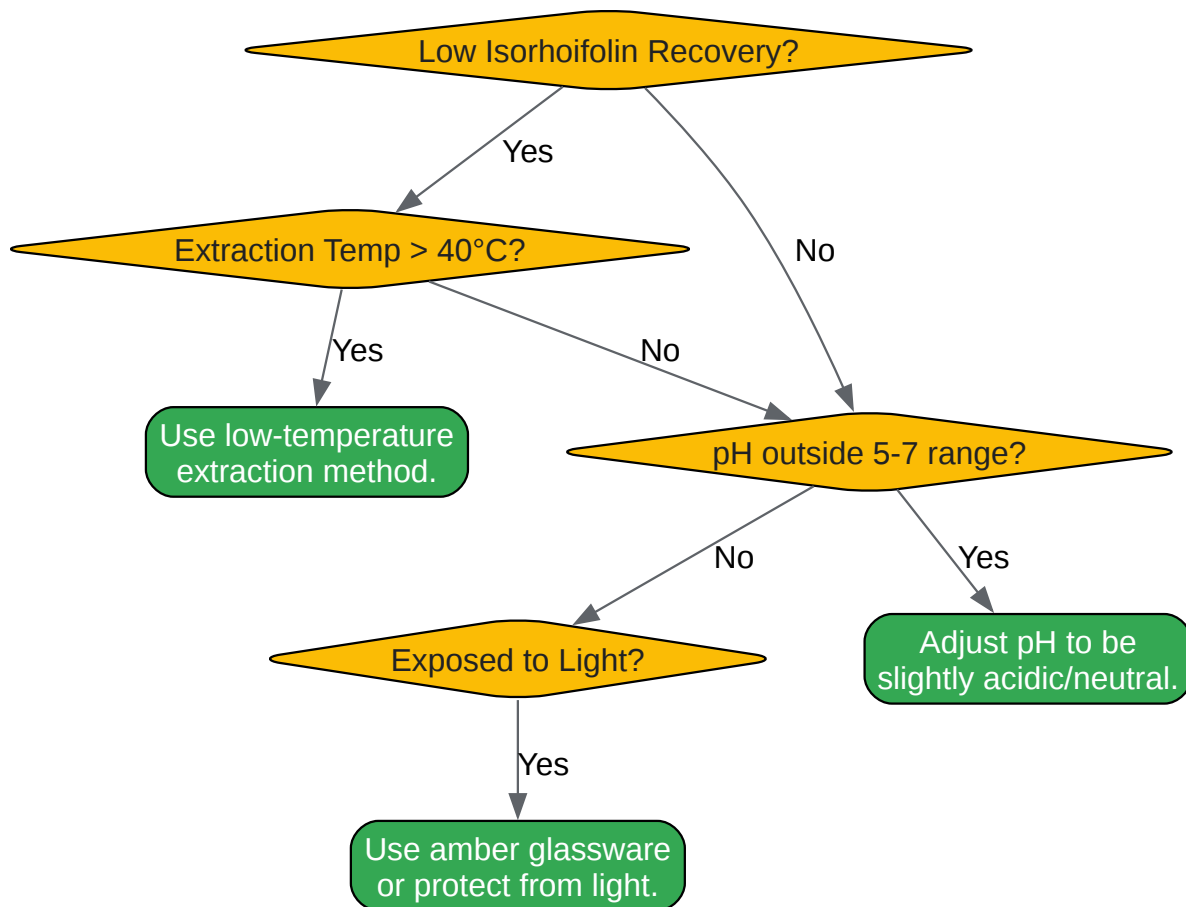 Low Isorhoifolin Recovery?
Yes
Extraction Temp > 40°C?
No
Yes
No
Use low-temperature
extraction method.
pH outside 5-7 range?
No
Yes
Exposed to Light?
Adjust pH to be
slightly acidic/neutral.
Yes
Use amber glassware
or protect from light.